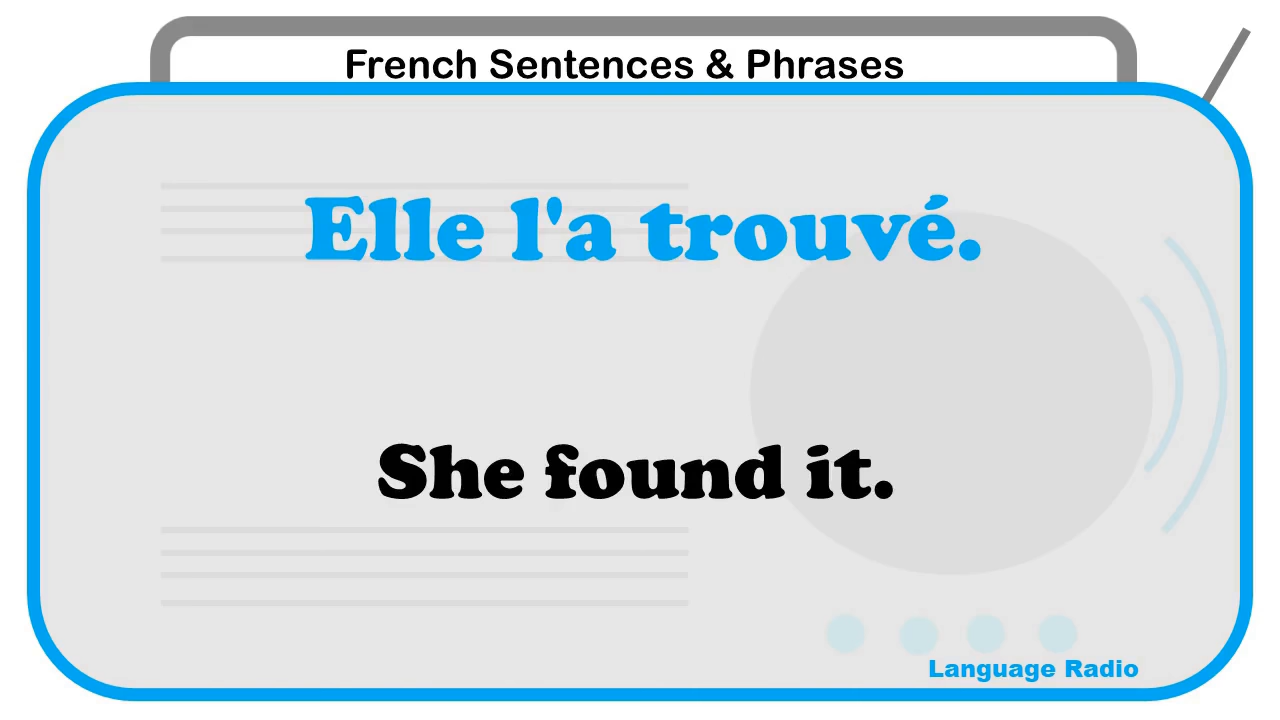 French Sentences & Phrases
Elle l'a trouvé.
She found it.
Language Radio